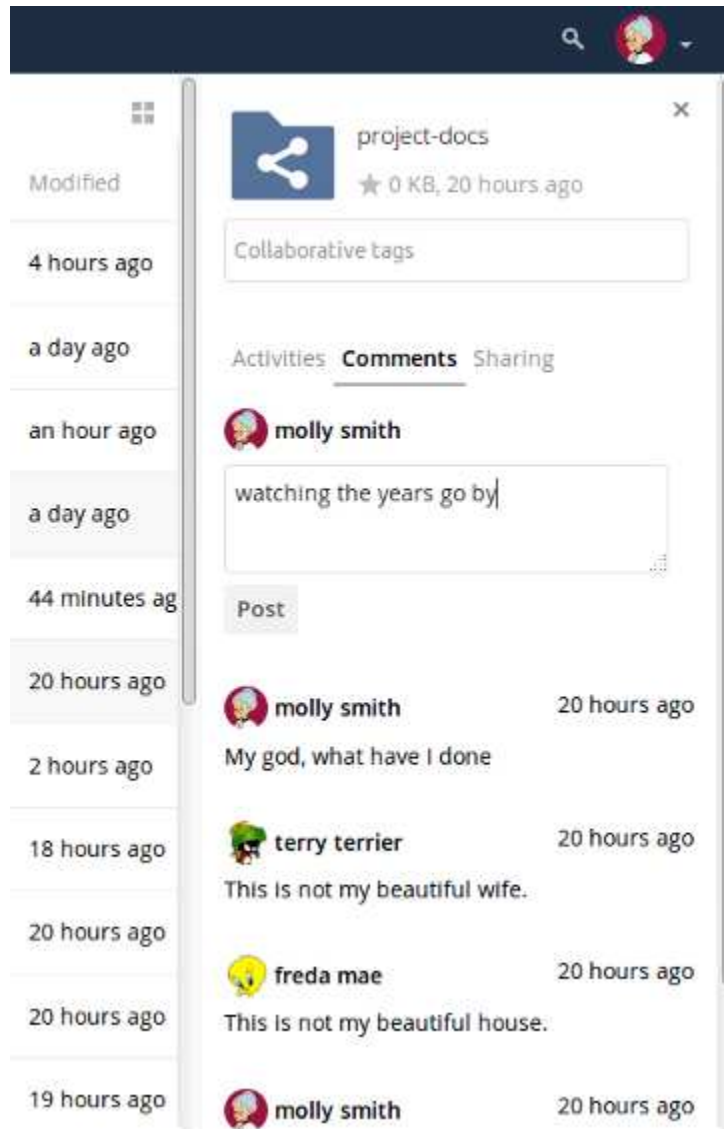 Modified
4 hours ago
a day ago
an hour ago
a day ago
44 minutes ag
20 hours ago
2 hours ago
18 hours ago
20 hours ago
20 hours ago
19 hours ago
project-docs
0 KB, 20 hours ago
Collaborative tags
Activities Comments Sharing
molly smith
watching the years go by
Post
molly smith 20 hours ago
My god, what have I done
terry terrier 20 hours ago
This is not my beautiful wife.
freda mae 20 hours ago
This is not my beautiful house.
molly smith 20 hours ago